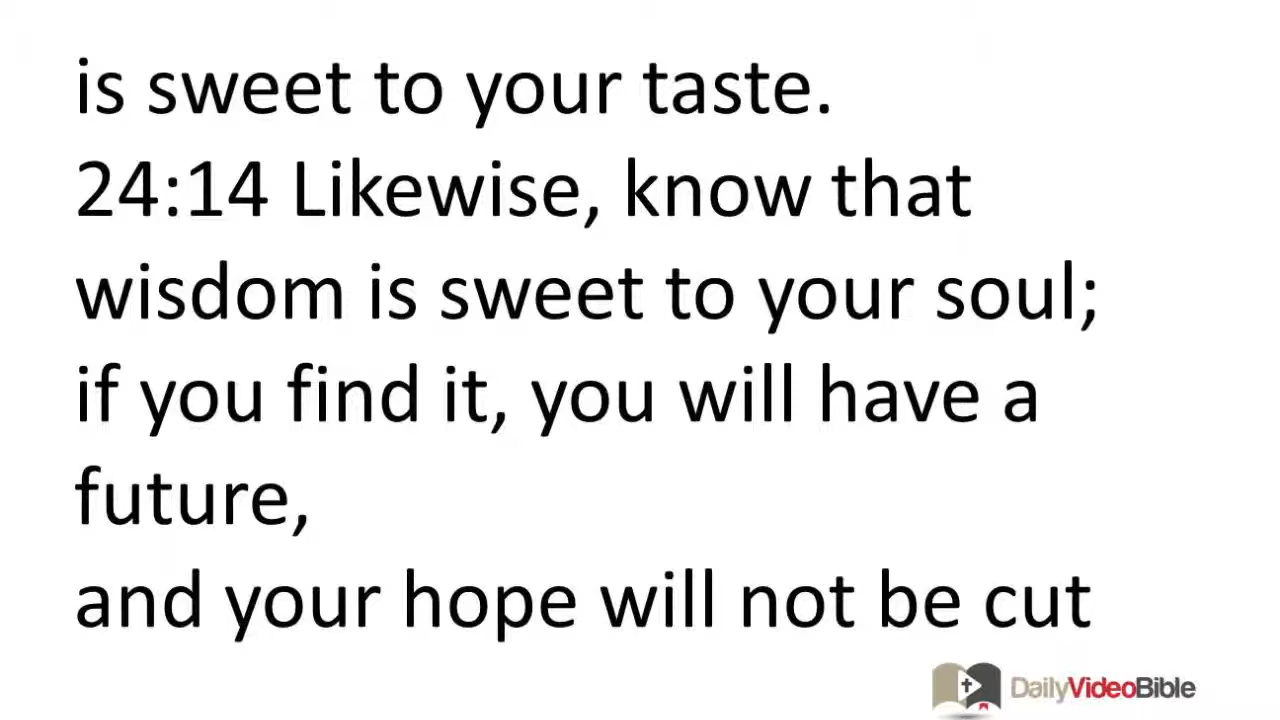 is sweet to your taste.
24:14 Likewise, know that
wisdom is sweet to your soul;
if you find it, you will have a
future,
and your hope will not be cut
DailyVideoBible